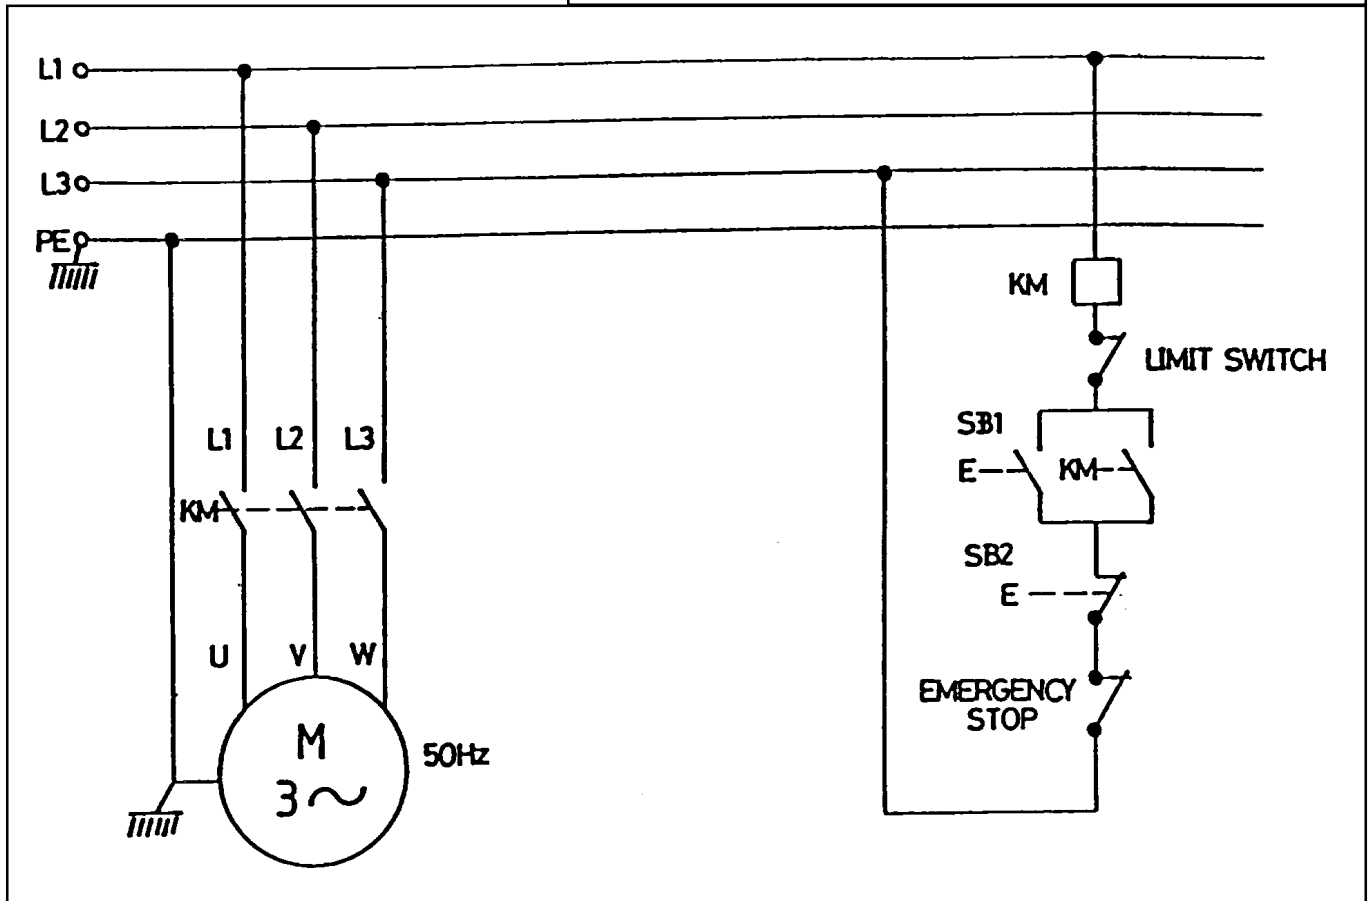 L1
L2
L3
PE
KM
LIMIT SWITCH
L1 L2 L3
SB1
E KM
KM
SB2
E
U V W
EMERGENCY
STOP
M
3~
50Hz